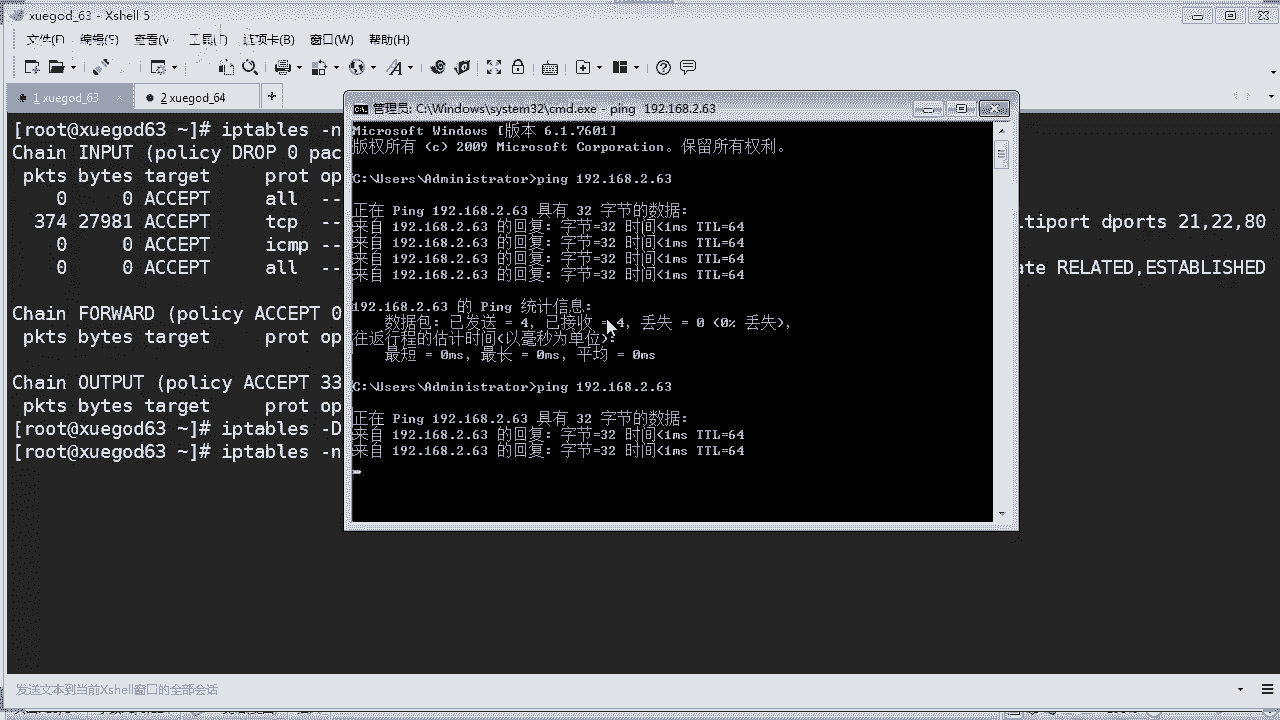 xuegod_63 - Xshell 5
文件(F) 编辑(E) 查看(V) 工具(T) 选项卡(B) 窗口(W) 帮助(H)
1 xuegod_63 × 2 xuegod_64 +
[root@xuegod63 ~]# iptables -n
Chain INPUT (policy DROP 0 pac
pkts bytes target prot op
0 0 ACCEPT all --
374 27981 ACCEPT tcp -- ltiport dports 21,22,80
0 0 ACCEPT icmp --
0 0 ACCEPT all -- ate RELATED,ESTABLISHED
Chain FORWARD (policy ACCEPT 0
pkts bytes target prot op
Chain OUTPUT (policy ACCEPT 33
pkts bytes target prot op
[root@xuegod63 ~]# iptables -D
[root@xuegod63 ~]# iptables -n
管理员: C:\Windows\system32\cmd.exe - ping 192.168.2.63
Microsoft Windows [版本 6.1.7601]
版权所有 (c) 2009 Microsoft Corporation。保留所有权利。
C:\Users\Administrator>ping 192.168.2.63
正在 Ping 192.168.2.63 具有 32 字节的数据:
来自 192.168.2.63 的回复: 字节=32 时间<1ms TTL=64
来自 192.168.2.63 的回复: 字节=32 时间<1ms TTL=64
来自 192.168.2.63 的回复: 字节=32 时间<1ms TTL=64
来自 192.168.2.63 的回复: 字节=32 时间<1ms TTL=64
192.168.2.63 的 Ping 统计信息:
数据包: 已发送 = 4, 已接收 = 4, 丢失 = 0 (0% 丢失),
往返行程的估计时间(以毫秒为单位):
最短 = 0ms, 最长 = 0ms, 平均 = 0ms
C:\Users\Administrator>ping 192.168.2.63
正在 Ping 192.168.2.63 具有 32 字节的数据:
来自 192.168.2.63 的回复: 字节=32 时间<1ms TTL=64
来自 192.168.2.63 的回复: 字节=32 时间<1ms TTL=64
发送文本到当前Xshell窗口的全部会话